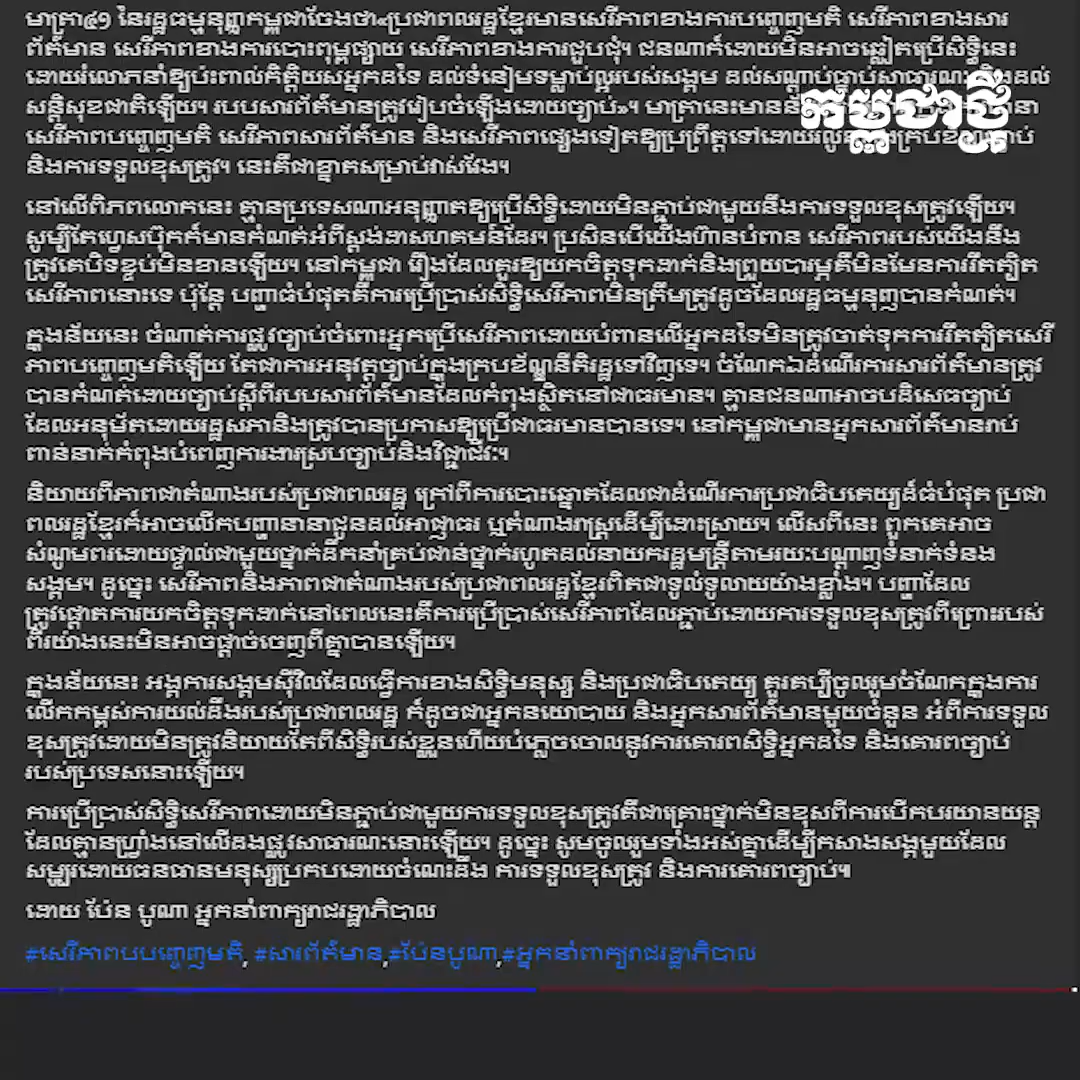 មាត្រា៤១ នៃរដ្ឋធម្មនុញ្ញកម្ពុជាចែងថា«ប្រជាពលរដ្ឋខ្មែរមានសេរីភាពខាងការបញ្ចេញមតិ សេរីភាពខាងសារ
ព័ត៌មាន សេរីភាពខាងការបោះពុម្ពផ្សាយ សេរីភាពខាងការជួបជុំ។ ជនណាក៏ដោយមិនអាចឆ្លៀតប្រើសិទ្ធិនេះ
ដោយរំលោភនាំឱ្យប៉ះពាល់កិត្តិយសអ្នកដទៃ ដល់ទំនៀមទម្លាប់ល្អរបស់សង្គម ដល់សណ្តាប់ធ្នាប់សាធារណៈ និងដល់
សន្តិសុខជាតិឡើយ។ របបសារព័ត៌មានត្រូវរៀបចំឡើងដោយច្បាប់»។ មាត្រានេះមាន
កម្ពុជាថ្មី
សេរីភាពបញ្ចេញមតិ សេរីភាពសារព័ត៌មាន និងសេរីភាពផ្សេងទៀតឱ្យប្រព្រឹត្តទៅដោយ
និងការទទួលខុសត្រូវ។ នេះគឺជាខ្នាតសម្រាប់វាស់វែង។
នៅលើពិភពលោកនេះ គ្មានប្រទេសណាអនុញ្ញាតឱ្យប្រើសិទ្ធិដោយមិនភ្ជាប់ជាមួយនឹងការទទួលខុសត្រូវឡើយ។
សូម្បីតែហ្វេសប៊ុកក៏មានកំណត់អំពីស្តង់ដាសហគមន៍ដែរ។ ប្រសិនបើយើងហ៊ានបំពាន សេរីភាពរបស់យើងនឹង
ត្រូវគេបិទខ្ទប់មិនខានឡើយ។ នៅកម្ពុជា រឿងដែលគួរឱ្យយកចិត្តទុកដាក់និងព្រួយបារម្ភគឺមិនមែនការរឹតត្បិត
សេរីភាពនោះទេ ប៉ុន្តែ បញ្ហាធំបំផុតគឺការប្រើប្រាស់សិទ្ធិសេរីភាពមិនត្រឹមត្រូវដូចដែលរដ្ឋធម្មនុញ្ញបានកំណត់។
ក្នុងន័យនេះ ចំណាត់ការផ្លូវច្បាប់ចំពោះអ្នកប្រើសេរីភាពដោយបំពានលើអ្នកដទៃមិនត្រូវចាត់ទុកការរឹតត្បិតសេរី
ភាពបញ្ចេញមតិឡើយ តែជាការអនុវត្តច្បាប់ក្នុងក្របខ័ណ្ឌនីតិរដ្ឋទៅវិញទេ។ ចំណែកឯដំណើរការសារព័ត៌មានត្រូវ
បានកំណត់ដោយច្បាប់ស្តីពីរបបសារព័ត៌មានដែលកំពុងស្ថិតនៅជាធរមាន។ គ្មានជនណាអាចបដិសេធច្បាប់
ដែលអនុម័តដោយរដ្ឋសភានិងត្រូវបានប្រកាសឱ្យប្រើជាធរមានបានទេ។ នៅកម្ពុជាមានអ្នកសារព័ត៌មានរាប់
ពាន់នាក់កំពុងបំពេញការងារស្របច្បាប់និងវិជ្ជាជីវៈ។
និយាយពីភាពជាតំណាងរបស់ប្រជាពលរដ្ឋ ក្រៅពីការបោះឆ្នោតដែលជាដំណើរការប្រជាធិបតេយ្យដ៏ធំបំផុត ប្រជា
ពលរដ្ឋខ្មែរក៏អាចលើកបញ្ហានានាជូនដល់អាជ្ញាធរ ឬតំណាងរាស្ត្រដើម្បីដោះស្រាយ។ លើសពីនេះ ពួកគេអាច
សំណូមពរដោយផ្ទាល់ជាមួយថ្នាក់ដឹកនាំគ្រប់ជាន់ថ្នាក់រហូតដល់នាយករដ្ឋមន្ត្រីតាមរយៈបណ្តាញទំនាក់ទំនង
សង្គម។ ដូច្នេះ សេរីភាពនិងភាពជាតំណាងរបស់ប្រជាពលរដ្ឋខ្មែរពិតជាទូលំទូលាយយ៉ាងខ្លាំង។ បញ្ហាដែល
ត្រូវផ្តោតការយកចិត្តទុកដាក់នៅពេលនេះគឺការប្រើប្រាស់សេរីភាពដែលភ្ជាប់ដោយការទទួលខុសត្រូវពីព្រោះរបស់
ពីរយ៉ាងនេះមិនអាចផ្តាច់ចេញពីគ្នាបានឡើយ។
ក្នុងន័យនេះ អង្គការសង្គមស៊ីវិលដែលធ្វើការខាងសិទ្ធិមនុស្ស និងប្រជាធិបតេយ្យ គួរគប្បីចូលរួមចំណែកក្នុងការ
លើកកម្ពស់ការយល់ដឹងរបស់ប្រជាពលរដ្ឋ ក៏ដូចជាអ្នកនយោបាយ និងអ្នកសារព័ត៌មានមួយចំនួន អំពីការទទួល
ខុសត្រូវដោយមិនត្រូវនិយាយតែពីសិទ្ធិរបស់ខ្លួនហើយបំភ្លេចចោលនូវការគោរពសិទ្ធិអ្នកដទៃ និងគោរពច្បាប់
របស់ប្រទេសនោះឡើយ។
ការប្រើប្រាស់សិទ្ធិសេរីភាពដោយមិនភ្ជាប់ជាមួយការទទួលខុសត្រូវគឺជាគ្រោះថ្នាក់មិនខុសពីការបើកបរយានយន្ត
ដែលគ្មានហ្វ្រាំងនៅលើដងផ្លូវសាធារណៈនោះឡើយ។ ដូច្នេះ សូមចូលរួមទាំងអស់គ្នាដើម្បីកសាងសង្គមមួយដែល
សម្បូរដោយធនធានមនុស្សប្រកបដោយចំណេះដឹង ការទទួលខុសត្រូវ និងការគោរពច្បាប់៕
ដោយ ប៉ែន បូណា អ្នកនាំពាក្យរាជរដ្ឋាភិបាល
#សេរីភាពបបញ្ចេញមតិ, #សារព័ត៌មាន,#ប៉ែនបូណា,#អ្នកនាំពាក្យរាជរដ្ឋាភិបាល